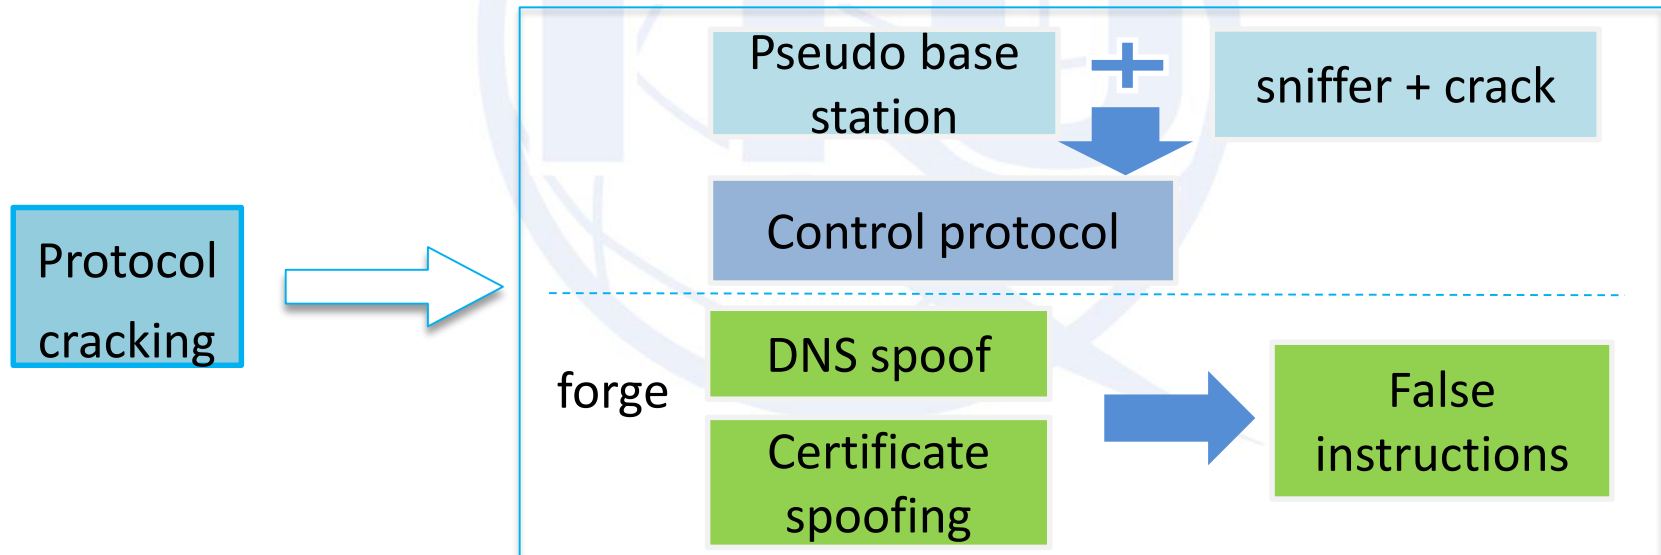 Pseudo base
station
sniffer + crack
Control protocol
Protocol
cracking
forge
DNS spoof
Certificate
spoofing
False
instructions